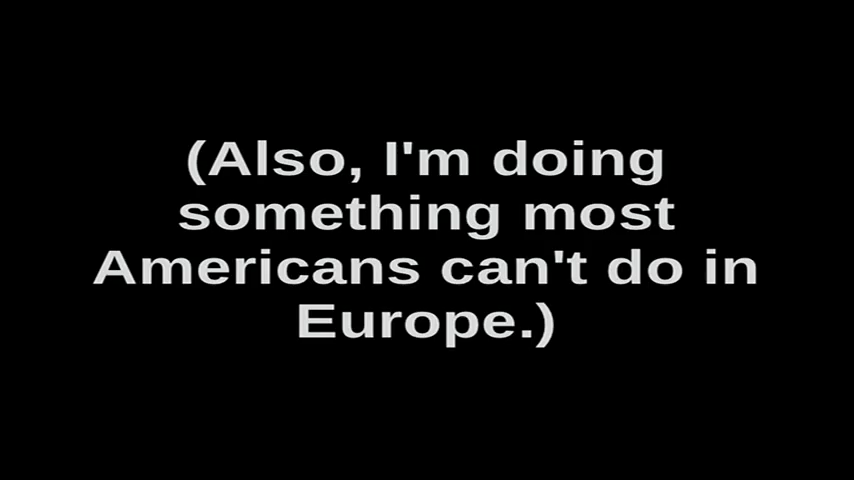 (Also, I'm doing
something most
Americans can't do in
Europe.)